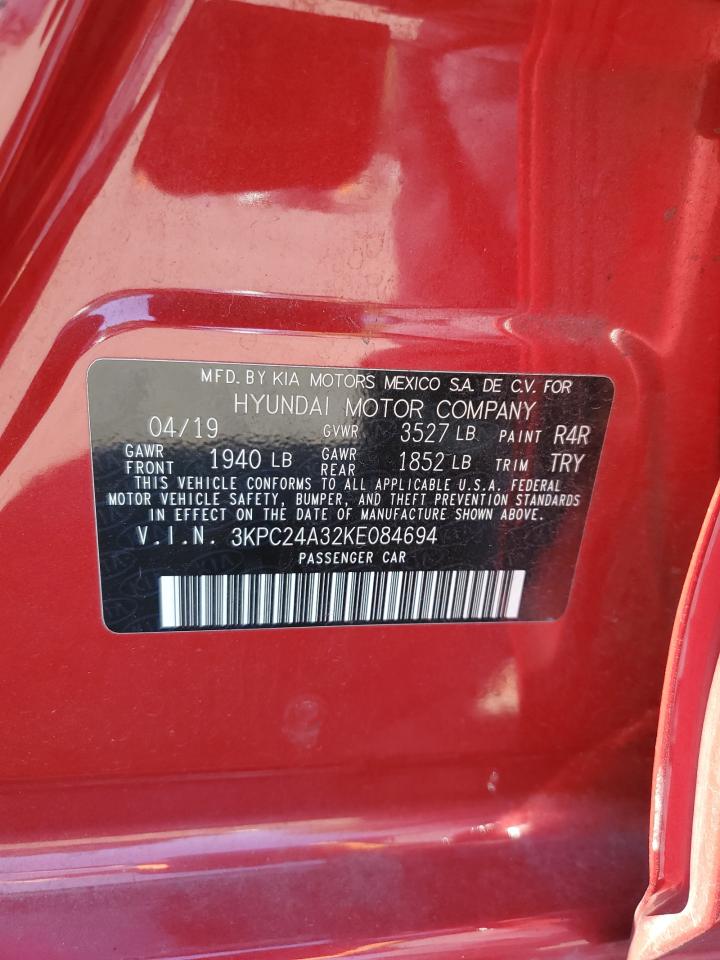 MFD. BY KIA MOTORS MEXICO S.A. DE C.V. FOR
HYUNDAI MOTOR COMPANY
04/19 GVWR 3527 LB PAINT R4R
GAWR FRONT 1940 LB GAWR REAR 1852 LB TRIM TRY
THIS VEHICLE CONFORMS TO ALL APPLICABLE U.S.A. FEDERAL
MOTOR VEHICLE SAFETY, BUMPER, AND THEFT PREVENTION STANDARDS
IN EFFECT ON THE DATE OF MANUFACTURE SHOWN ABOVE.
V.I.N. 3KPC24A32KE084694
PASSENGER CAR